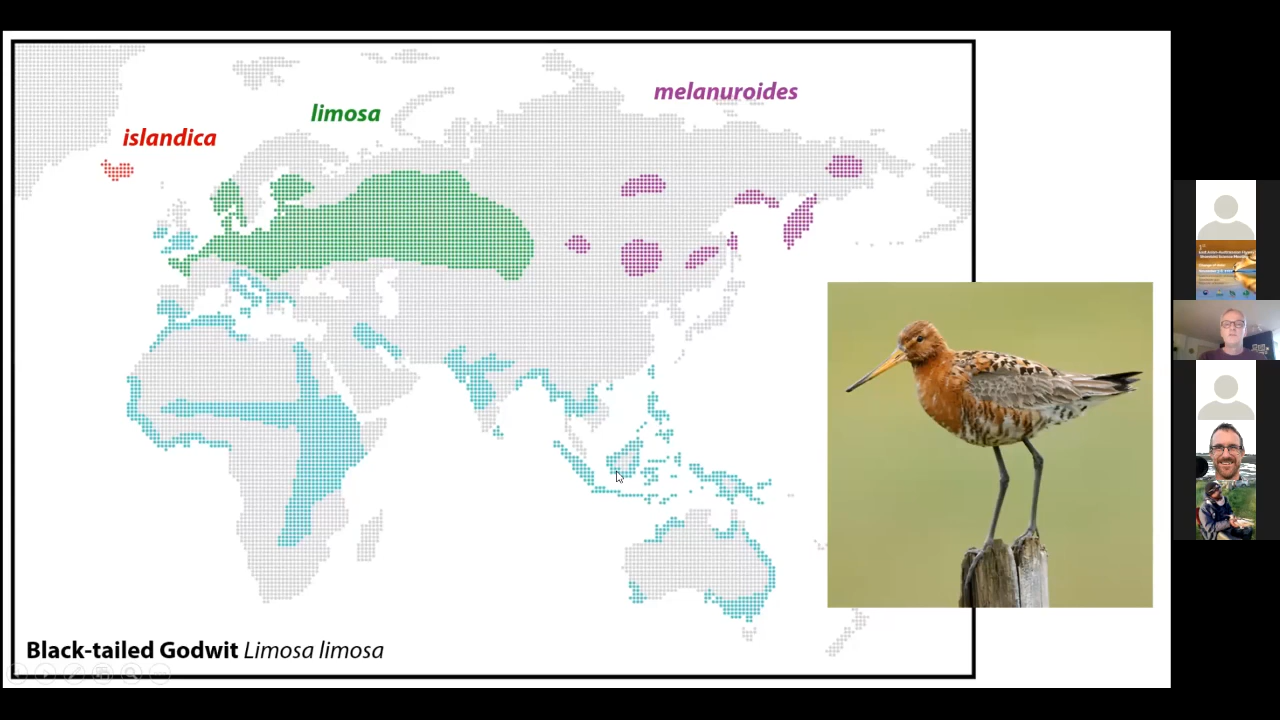 melanuroides
limosa
islandica
Black-tailed Godwit Limosa limosa